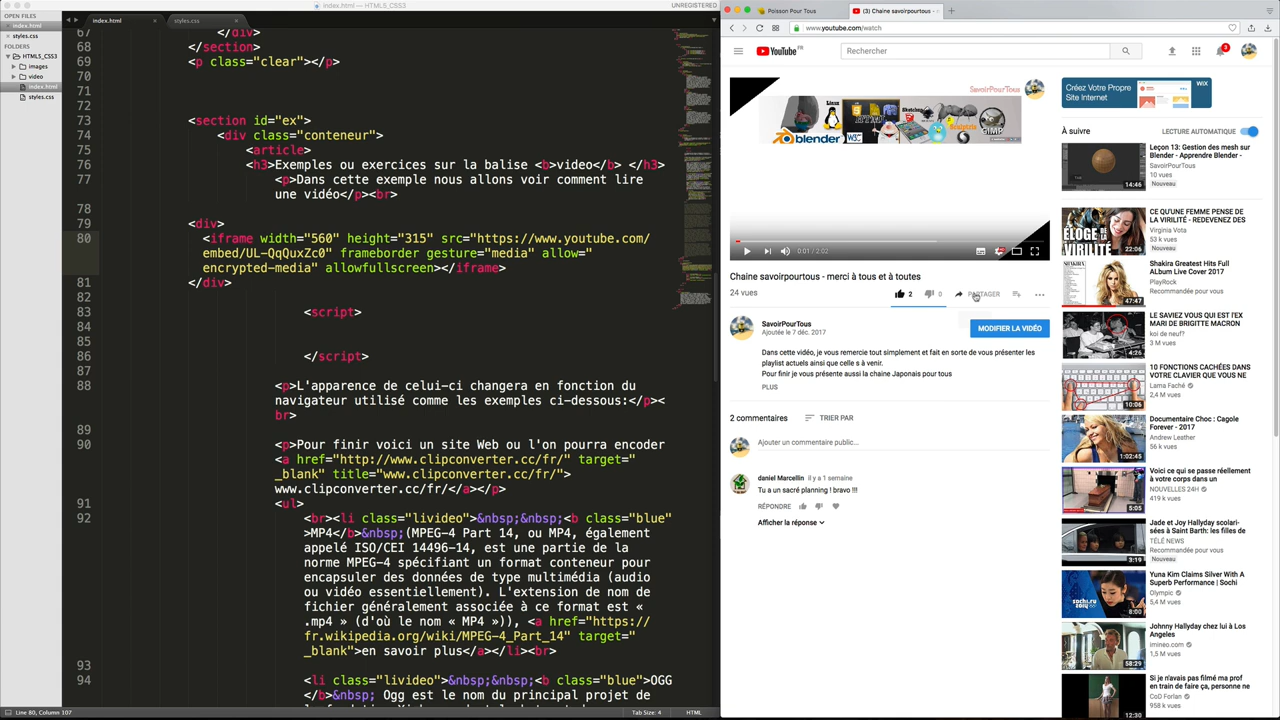 index.html — HTML5_CSS3
UNREGISTERED
OPEN FILES
index.html
styles.css
FOLDERS
HTML5_CSS3
images
video
index.html
styles.css
index.html
styles.css
67 </div>
68 </section>
69 <p class="clear"></p>
70
71
72
73 <section id="ex">
74 <div class="conteneur">
75 <article>
76 <h3>Exemples ou exercices sur la balise <b>video</b> </h3>
77 <p>Dans cette exemple nous allons voir comment lire
une vidéo</p><br>
78
79 <div>
80 <iframe width="560" height="315" src="https://www.youtube.com/
embed/UL-QqQuxZc0 " frameborder gesture="media" allow="
encrypted-media" allowfullscreen></iframe>
81 </div>
82
83 <script>
84
85
86 </script>
87
88 <p>L'apparence de celui-ci changera en fonction du
navigateur utilisé comme les exemples ci-dessous:</p><
br>
89
90 <p>Pour finir voici un site Web ou l'on pourra encoder
<a href="http://www.clipconverter.cc/fr/" target="
_blank" title="www.clipconverter.cc/fr/">
www.clipconverter.cc/fr/</a></p>
91 <ul>
92 <br><li class="livideo">&nbsp;&nbsp;<b class="blue"
>MP4</b>&nbsp; (MPEG-4 Part 14, ou MP4, également
appelé ISO/CEI 14496-14, est une partie de la
norme MPEG-4 spécifiant un format conteneur pour
encapsuler des données de type multimédia (audio
ou vidéo essentiellement). L'extension de nom de
fichier généralement associée à ce format est «
.mp4 » (d'où le nom « MP4 »)), <a href="https://
fr.wikipedia.org/wiki/MPEG-4_Part_14" target="
_blank">en savoir plus</a></li><br>
93
94 <li class="livideo">&nbsp;&nbsp;<b class="blue">OGG
</b>&nbsp; Ogg est le nom du principal projet de
Line 80, Column 107
Tab Size: 4
HTML
Poisson Pour Tous
(3) Chaine savoirpourtous -
www.youtube.com/watch
YouTube FR
Rechercher
3
SavoirPourTous
Linux
HTML
Sketchup
Sculptris
blender
W3C
GIMP
0:01 / 2:02
Chaine savoirpourtous - merci à tous et à toutes
24 vues
2
0
PARTAGER
SavoirPourTous
Ajoutée le 7 déc. 2017
MODIFIER LA VIDÉO
Dans cette vidéo, je vous remercie tout simplement et fait en sorte de vous présenter les
playlist actuels ainsi que celle s à venir.
Pour finir je vous présente aussi la chaine Japonais pour tous
PLUS
2 commentaires
TRIER PAR
Ajouter un commentaire public...
daniel Marcellin il y a 1 semaine
Tu a un sacré planning ! bravo !!!
RÉPONDRE
Afficher la réponse
Créez Votre Propre
Site Internet
WiX
À suivre
LECTURE AUTOMATIQUE
Leçon 13: Gestion des mesh sur
Blender - Apprendre Blender -
SavoirPourTous
10 vues
Nouveau
14:46
CE QU'UNE FEMME PENSE DE
LA VIRILITÉ - REDEVENEZ DES
Virginia Vota
53 k vues
Nouveau
ÉLOGE DE LA VIRILITÉ
22:06
Shakira Greatest Hits Full
ALbum Live Cover 2017
PlayRock
Recommandée pour vous
47:47
LE SAVIEZ VOUS QUI EST l'EX
MARI DE BRIGITTE MACRON
koi de neuf?
3 M vues
4:26
10 FONCTIONS CACHÉES DANS
VOTRE CLAVIER QUE VOUS NE
Lama Faché
2,4 M vues
10:06
Documentaire Choc : Cagole
Forever - 2017
Andrew Leather
56 k vues
1:02:45
Voici ce qui se passe réellement
à votre corps dans un
NOUVELLES 24H
419 k vues
5:05
Jade et Joy Hallyday scolari-
sées à Saint Barth: les filles de
TÉLÉ NEWS
Recommandée pour vous
Nouveau
3:19
Yuna Kim Claims Silver With A
Superb Performance | Sochi
Olympic
5,4 M vues
8:00
Johnny Hallyday chez lui à Los
Angeles
imineo.com
1,5 M vues
58:29
Si je n'avais pas filmé ma prof
en train de faire ça, personne ne
CoD Forlan
958 k vues
12:30